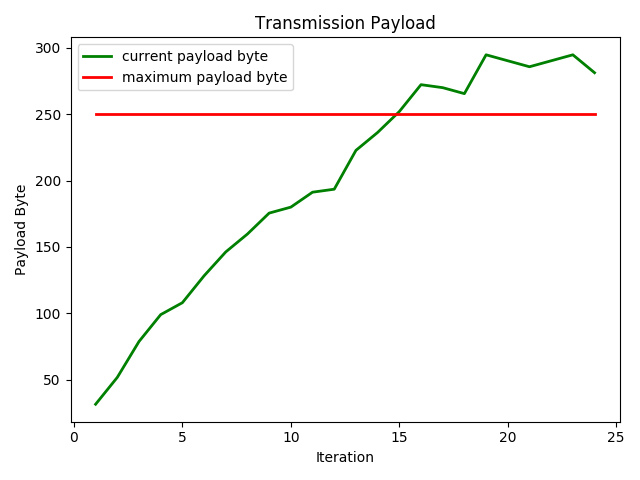 Transmission Payload
current payload byte
maximum payload byte
300
250
200
150
100
50
Payload Byte
0 5 10 15 20 25
Iteration